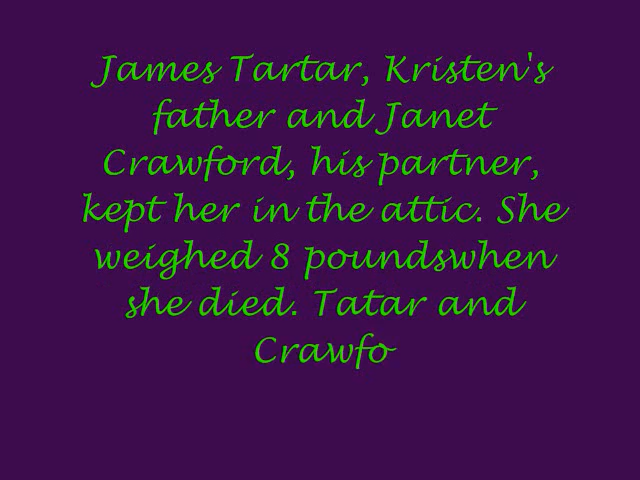 James Tartar, Kristen's
father and Janet
Crawford, his partner,
kept her in the attic. She
weighed 8 poundswhen
she died. Tatar and
Crawfo